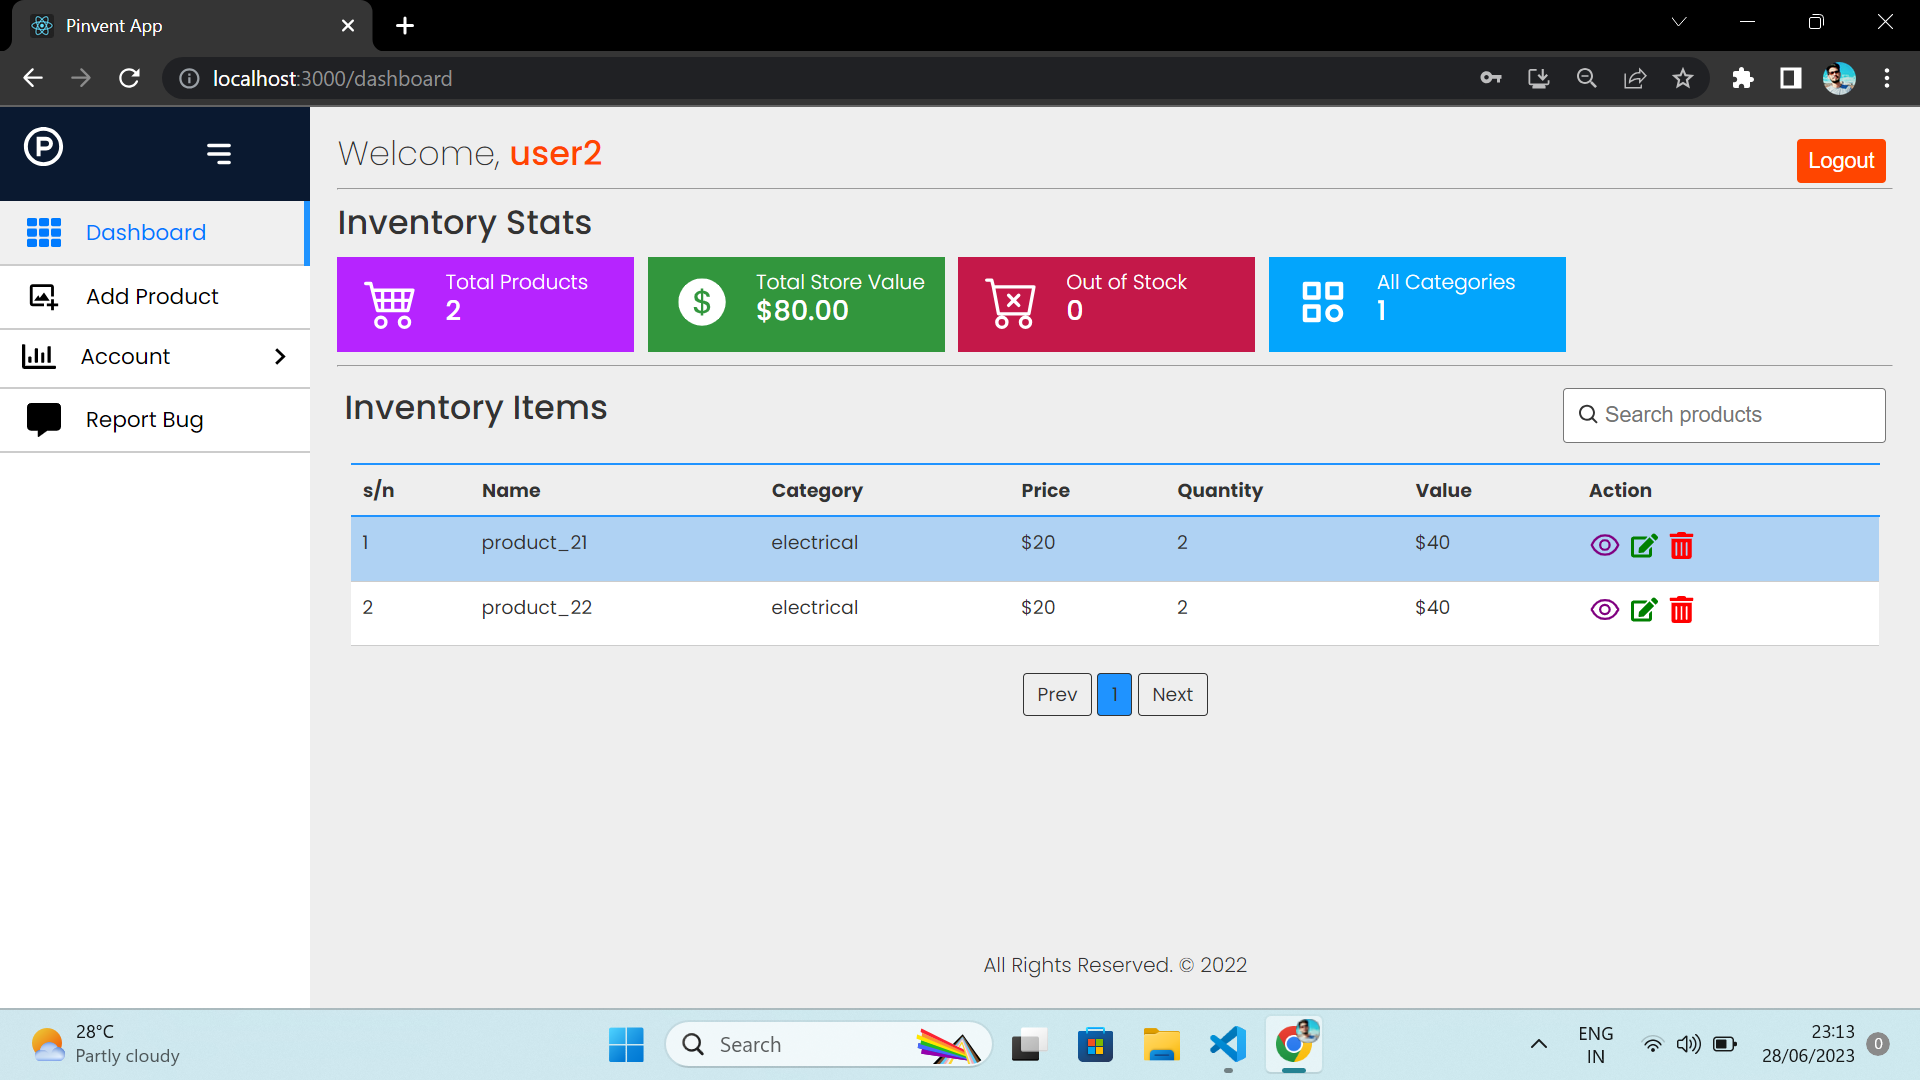 Pinvent App
localhost:3000/dashboard
P
Welcome, user2
Logout
Dashboard
Add Product
Account
Report Bug
Inventory Stats
Total Products
2
$
Total Store Value
$80.00
Out of Stock
0
All Categories
1
Inventory Items
Search products
s/n Name Category Price Quantity Value Action
1 product_21 electrical $20 2 $40
2 product_22 electrical $20 2 $40
Prev 1 Next
All Rights Reserved. © 2022
28°C
Partly cloudy
Search
ENG
IN
23:13
28/06/2023
0